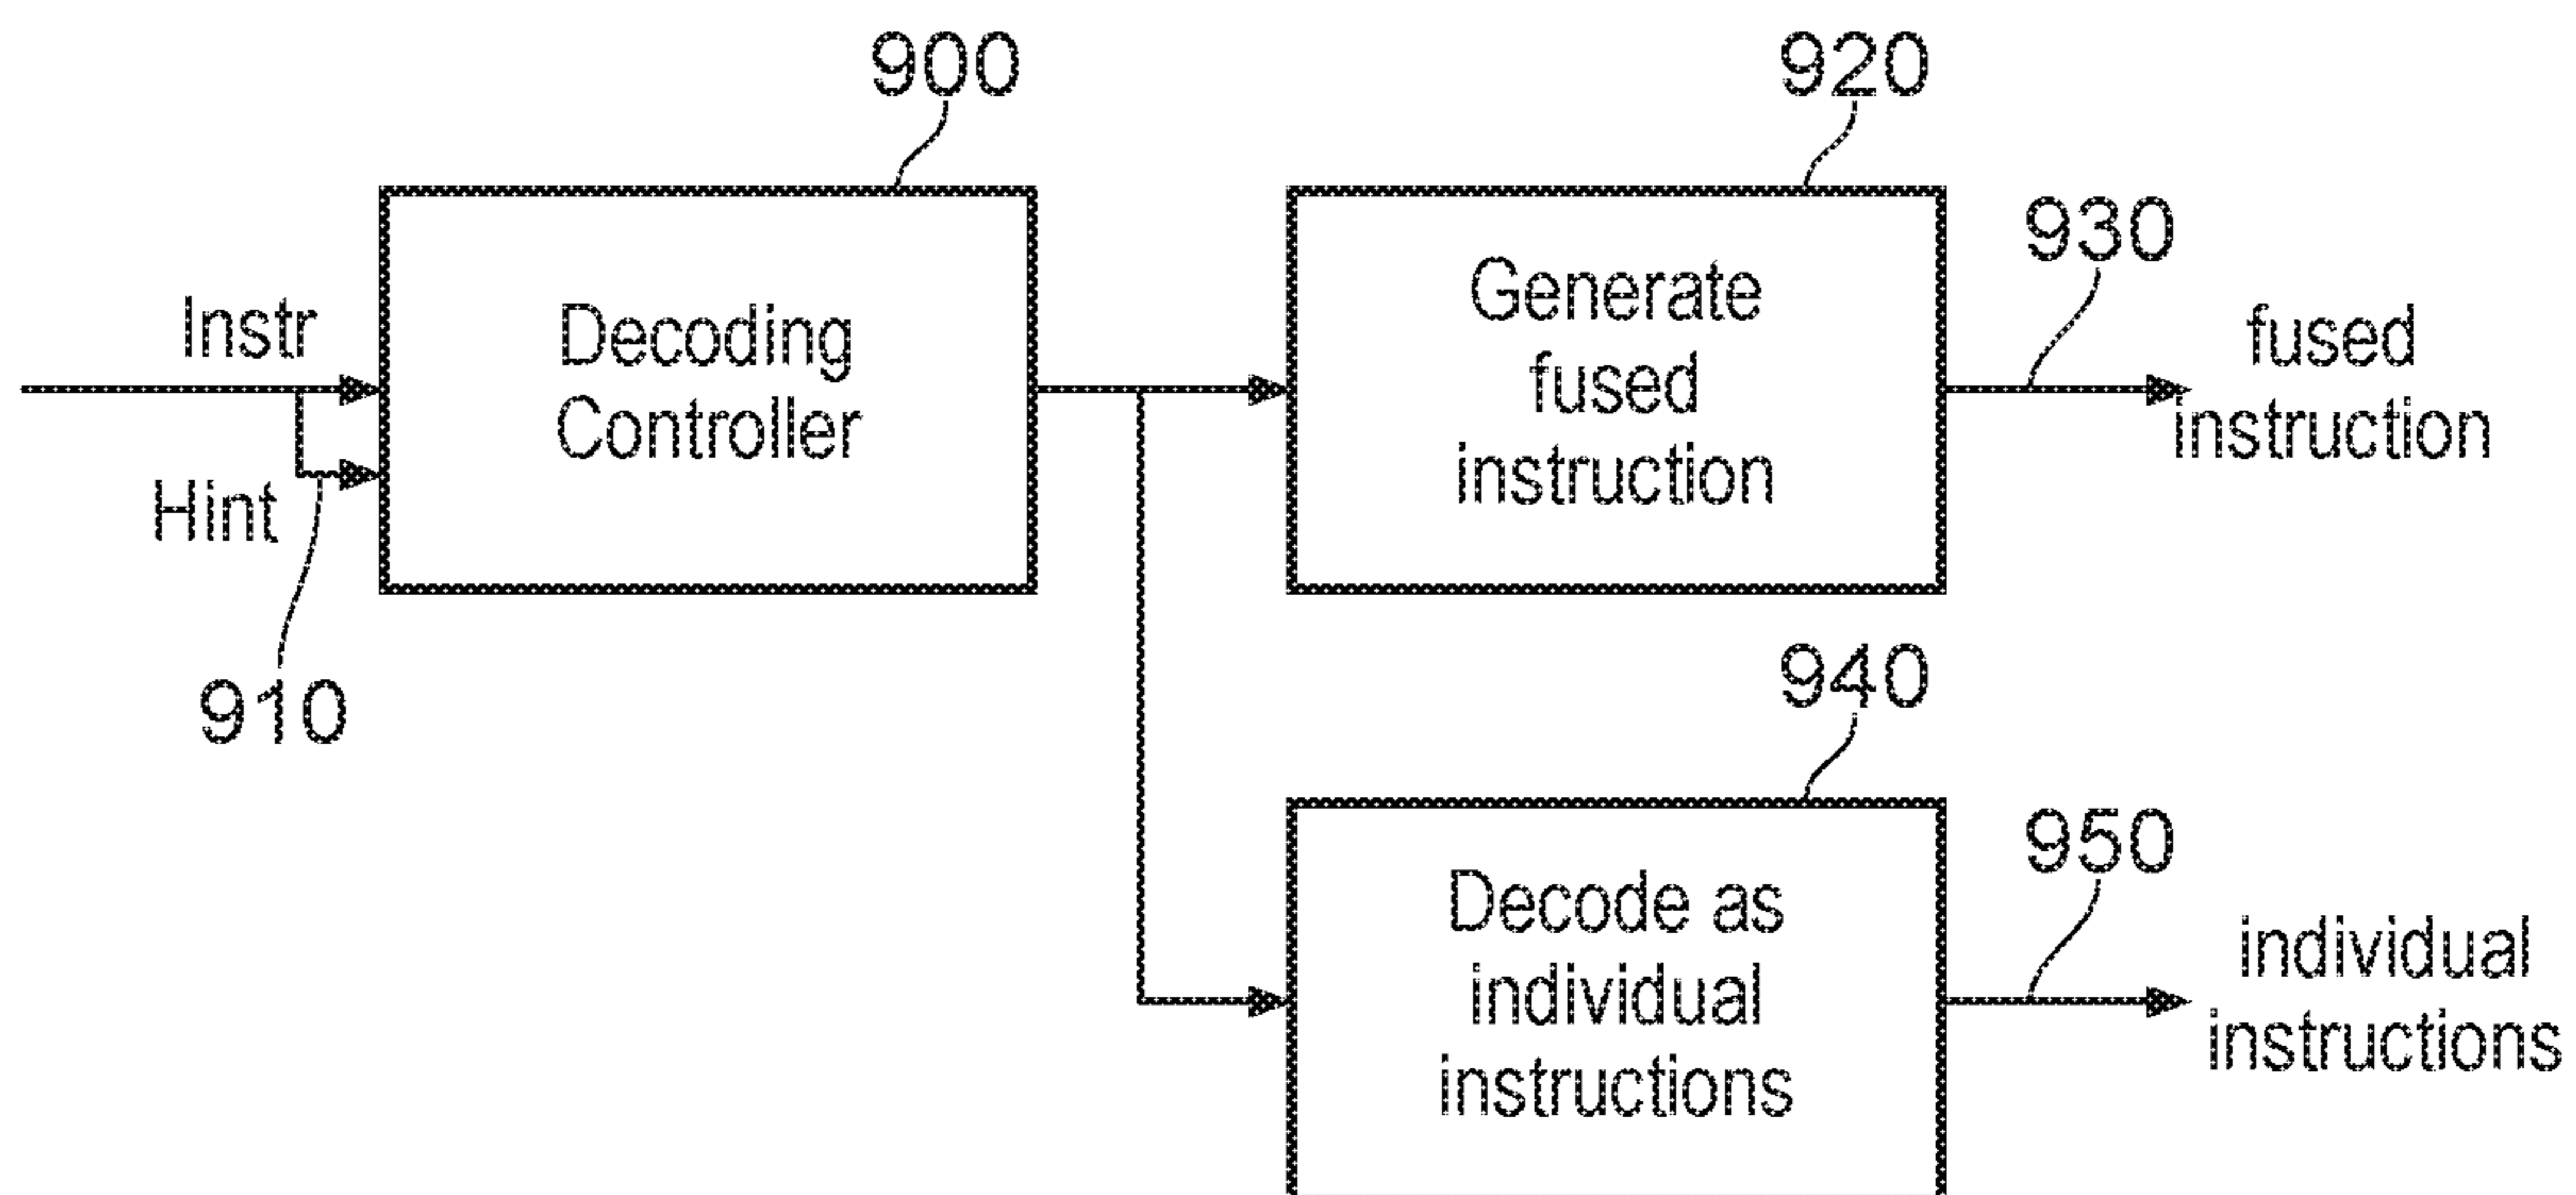 900
920
930
Instr
Decoding
Controller
Hint
910
Generate
fused
instruction
fused
instruction
940
950
Decode as
individual
instructions
individual
instructions